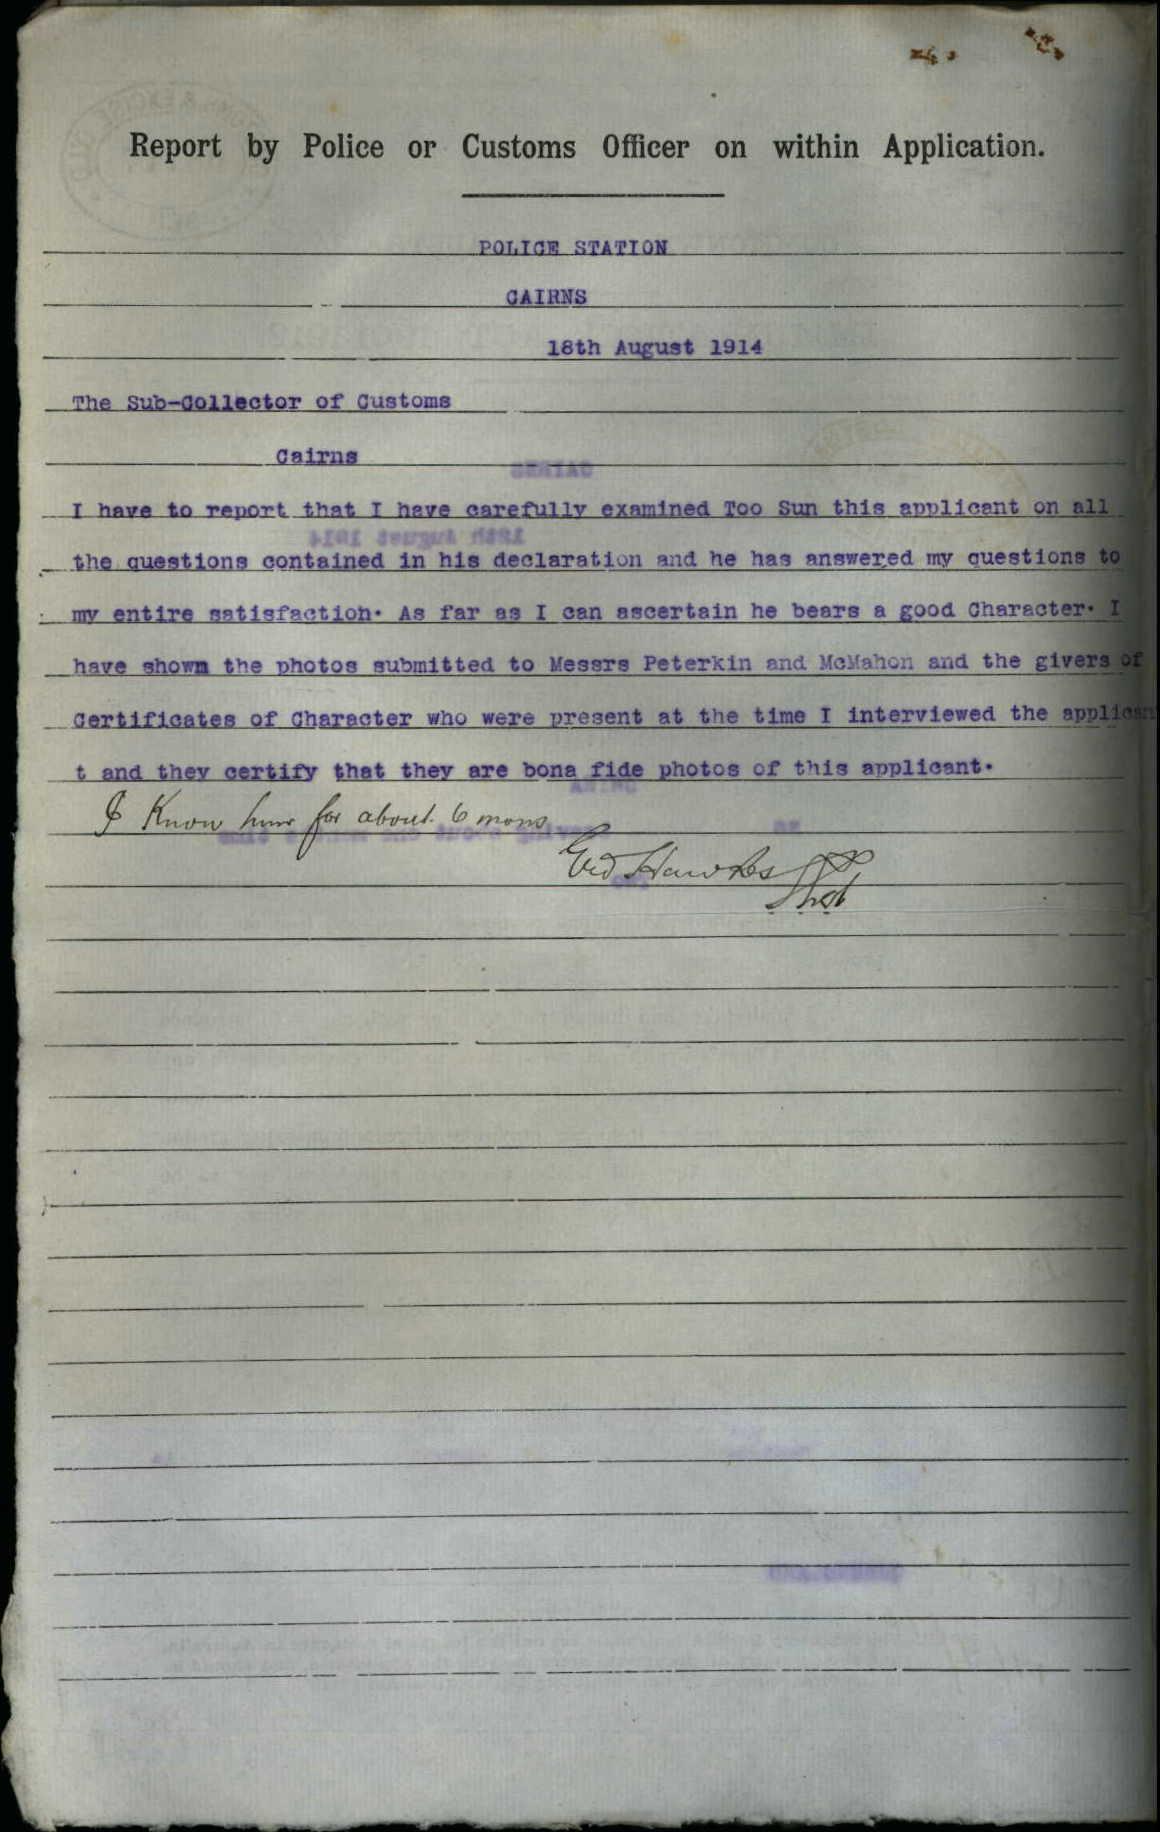 Report by Police or Customs Officer on within Application.
POLICE STATION
CAIRNS
18th August 1914
The Sub-Collector of Customs
Cairns
I have to report that I have carefully examined Too Sun this applicant on all
the questions contained in his declaration and he has answered my questions to
my entire satisfaction. As far as I can ascertain he bears a good Character. I
have shown the photos submitted to Messrs Peterkin and McMahon and the givers of
Certificates of Character who were present at the time I interviewed the applican
t and they certify that they are bona fide photos of this applicant.
I Know him for about 6 mons
Hawkes